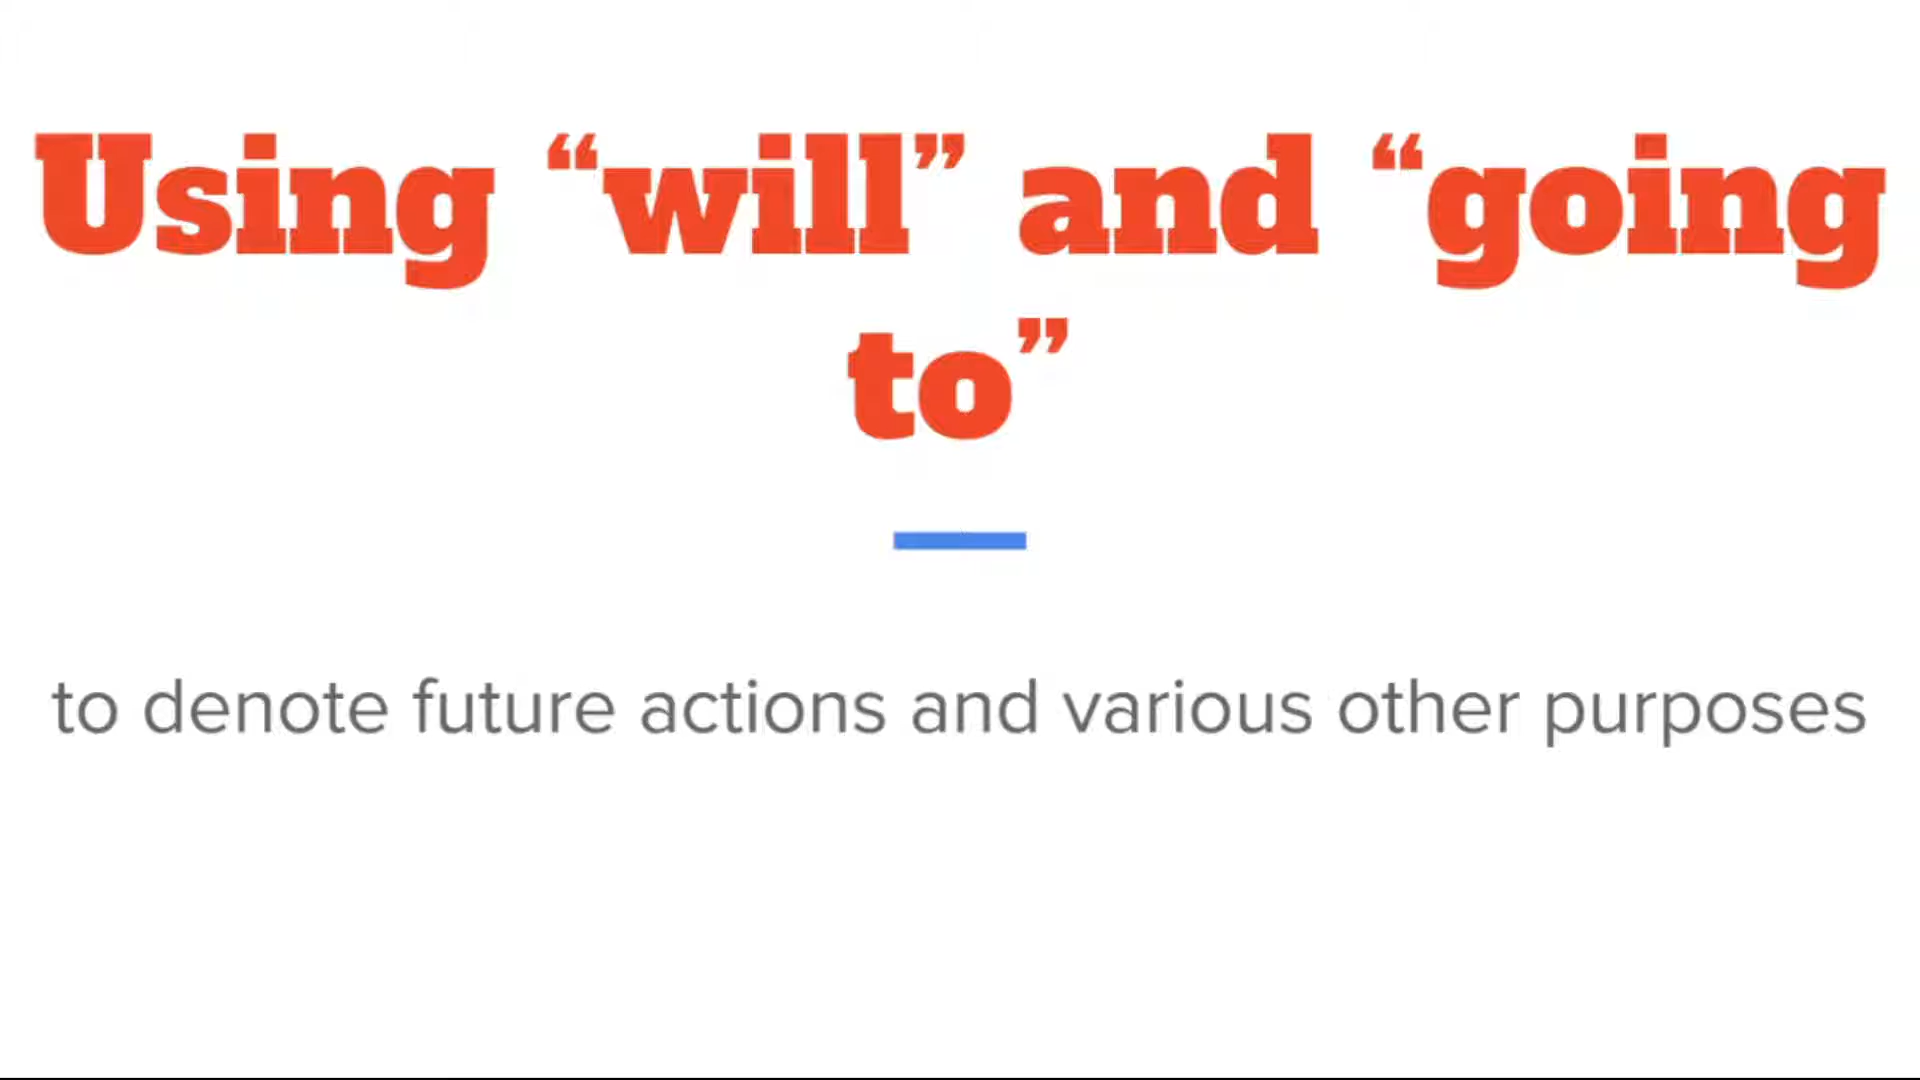 Using “will” and “going
to”
to denote future actions and various other purposes